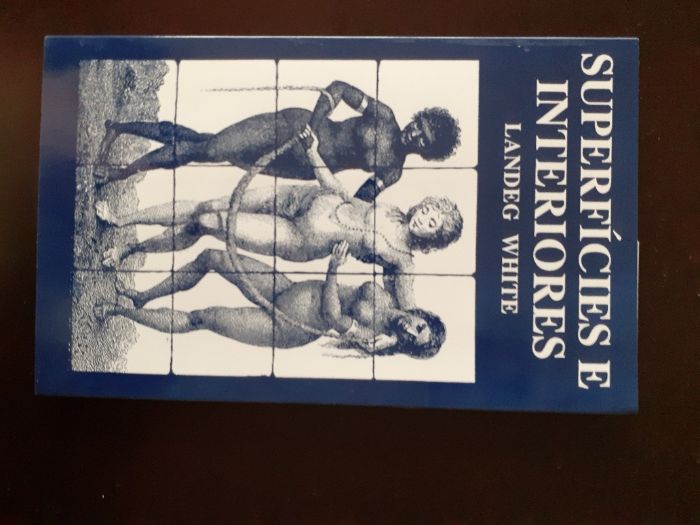 SUPERFÍCIES E
INTERIORES
LANDEG WHITE